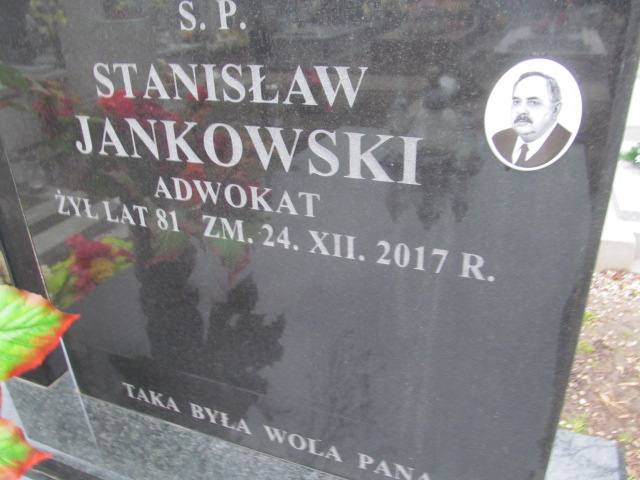 Ś. P.
STANISŁAW
JANKOWSKI
ADWOKAT
ŻYŁ LAT 81 ZM. 24. XII. 2017 R.
TAKA BYŁA WOLA PANA